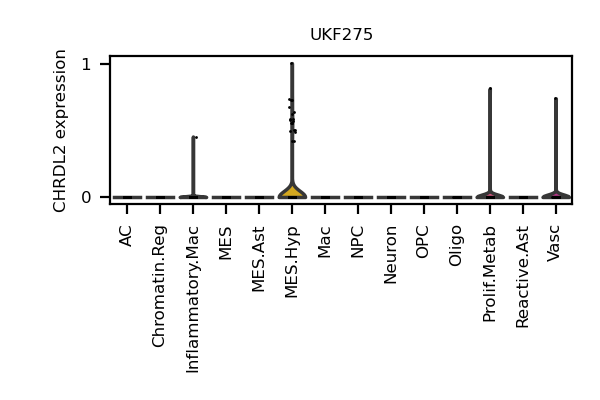 UKF275
CHRDL2 expression
1
0
AC
Chromatin.Reg
Inflammatory.Mac
MES
MES.Ast
MES.Hyp
Mac
NPC
Neuron
OPC
Oligo
Prolif.Metab
Reactive.Ast
Vasc